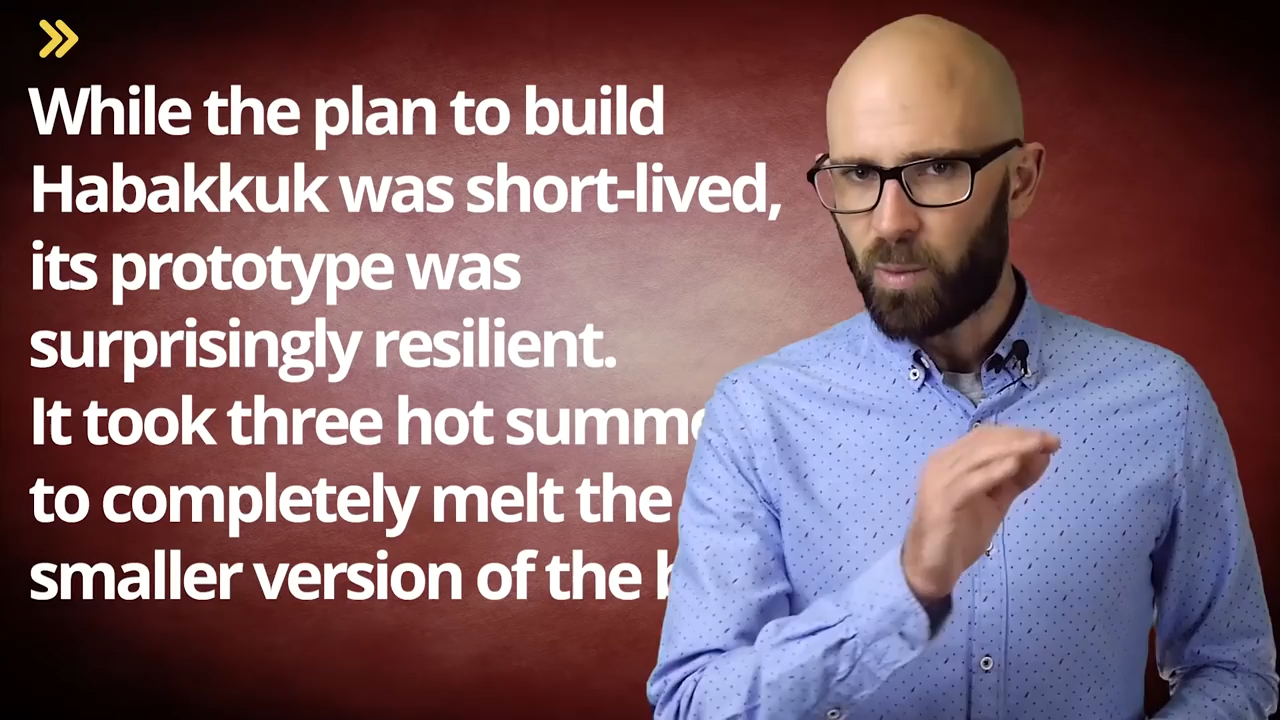 While the plan to build
Habakkuk was short-lived,
its prototype was
surprisingly resilient.
It took three hot
to completely melt the
smaller version of the